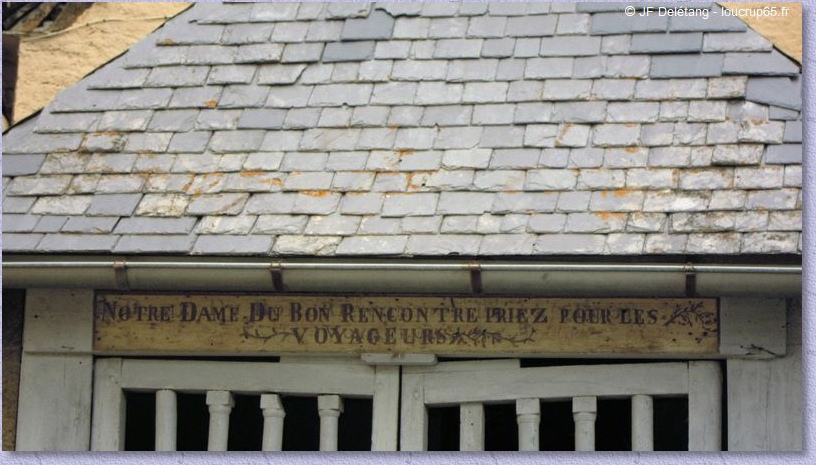 © JF Delétang - loucrup65.fr
NOTRE DAME DU BON RENCONTRE PRIEZ POUR LES
VOYAGEURS